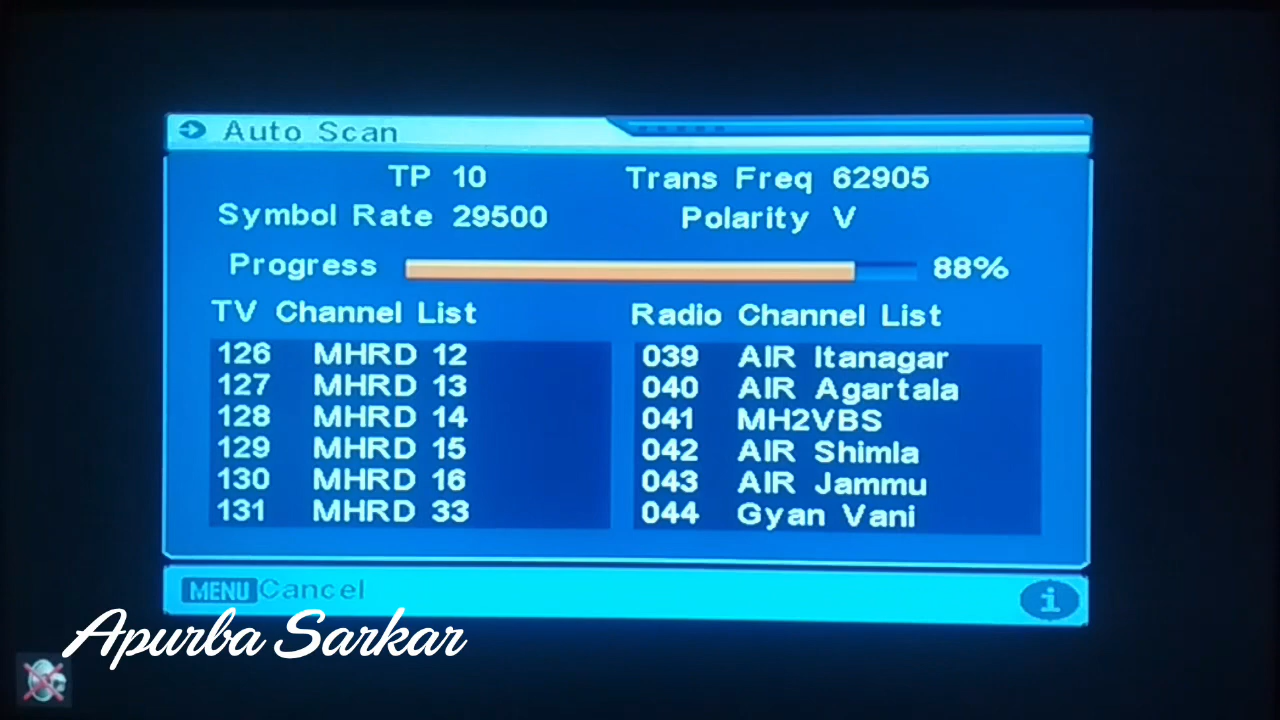 Auto Scan
TP 10 Trans Freq 62905
Symbol Rate 29500 Polarity V
Progress 88%
TV Channel List Radio Channel List
126 MHRD 12 039 AIR Itanagar
127 MHRD 13 040 AIR Agartala
128 MHRD 14 041 MH2VBS
129 MHRD 15 042 AIR Shimla
130 MHRD 16 043 AIR Jammu
131 MHRD 33 044 Gyan Vani
MENU Cancel i
Apurba Sarkar